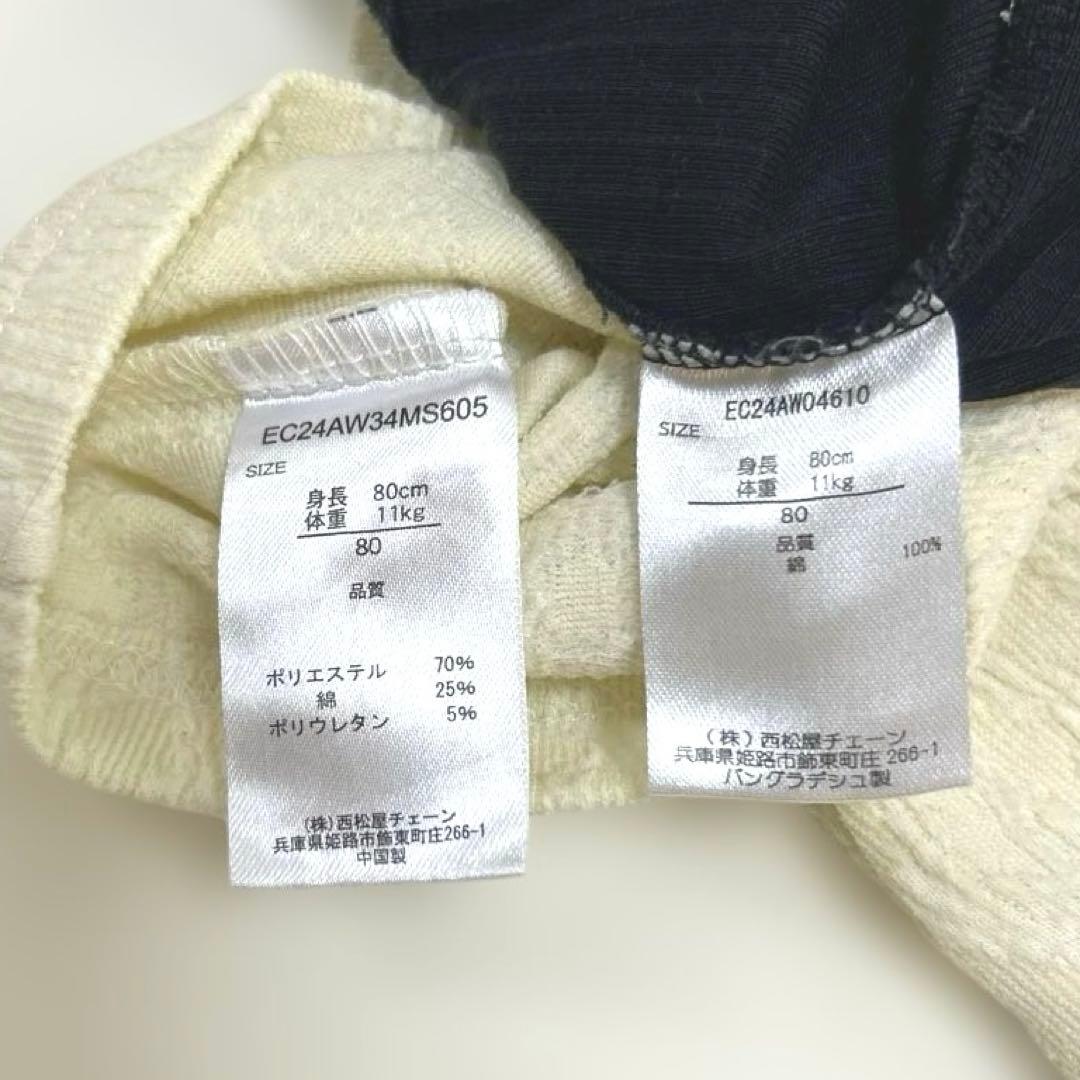 EC24AW34MS605
SIZE
身長 80cm
体重 11kg
80
品質
ポリエステル 70%
綿 25%
ポリウレタン 5%
(株)西松屋チェーン
兵庫県姫路市飾東町庄266-1
中国製
EC24AW04610
SIZE
身長 80cm
体重 11kg
80
品質
綿 100%
(株)西松屋チェーン
兵庫県姫路市飾東町庄 266-1
バングラデシュ製